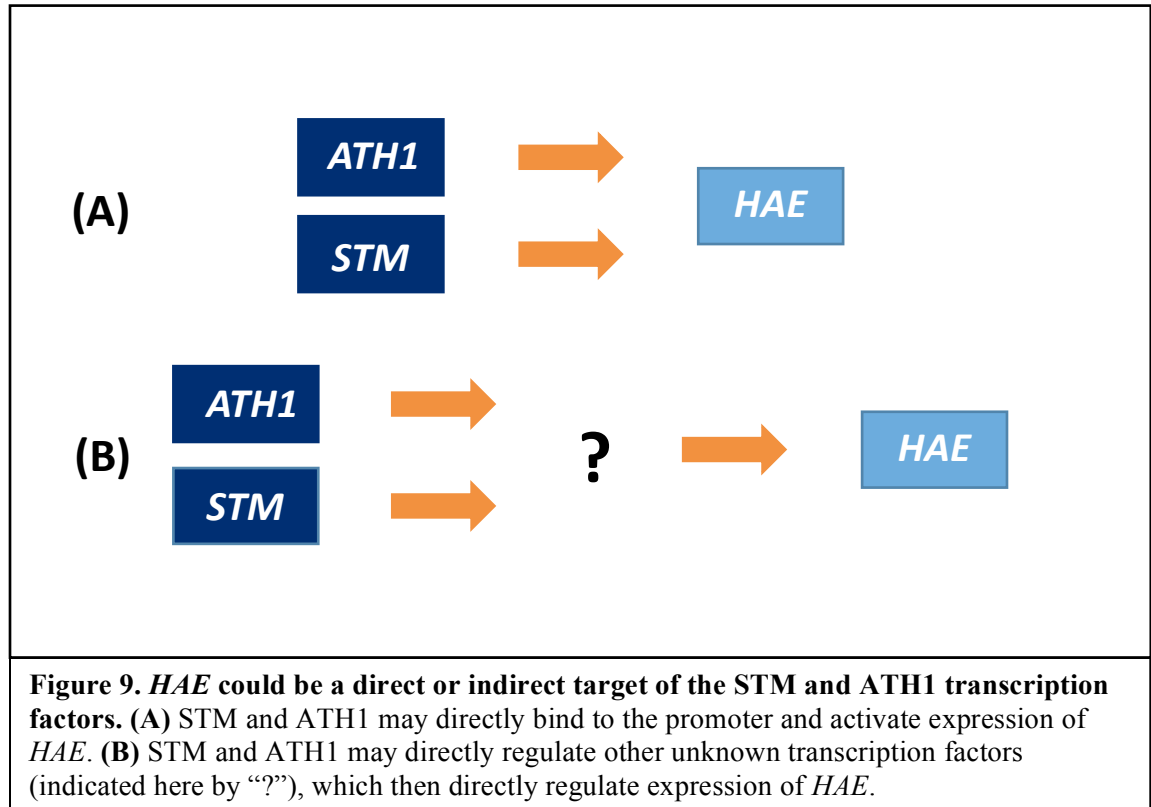 ATH1
(A)
HAE
STM
ATH1
(B)
?
HAE
STM
Figure 9. HAE could be a direct or indirect target of the STM and ATH1 transcription
factors. (A) STM and ATH1 may directly bind to the promoter and activate expression of
HAE. (B) STM and ATH1 may directly regulate other unknown transcription factors
(indicated here by “?”), which then directly regulate expression of HAE.